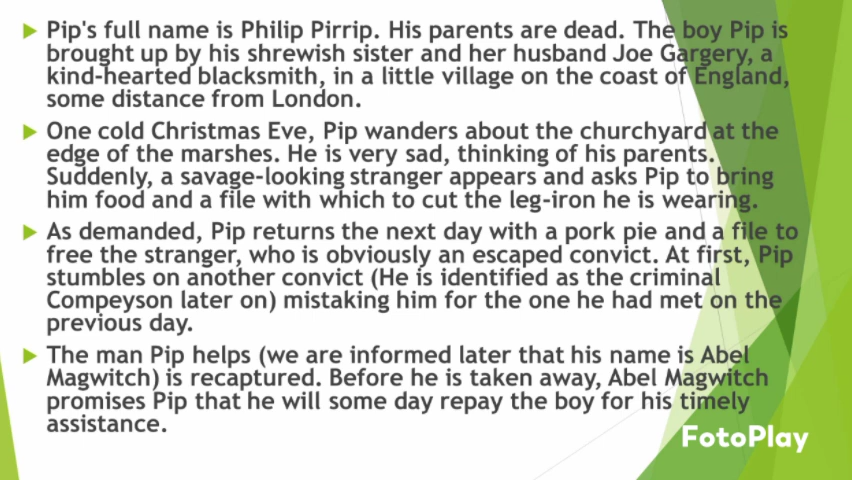 Pip's full name is Philip Pirrip. His parents are dead. The boy Pip is
brought up by his shrewish sister and her husband Joe Gargery, a
kind-hearted blacksmith, in a little village on the coast of England,
some distance from London.
One cold Christmas Eve, Pip wanders about the churchyard at the
edge of the marshes. He is very sad, thinking of his parents.
Suddenly, a savage-looking stranger appears and asks Pip to bring
him food and a file with which to cut the leg-iron he is wearing.
As demanded, Pip returns the next day with a pork pie and a file to
free the stranger, who is obviously an escaped convict. At first, Pip
stumbles on another convict (He is identified as the criminal
Compeyson later on) mistaking him for the one he had met on the
previous day.
The man Pip helps (we are informed later that his name is Abel
Magwitch) is recaptured. Before he is taken away, Abel Magwitch
promises Pip that he will some day repay the boy for his timely
assistance.
FotoPlay